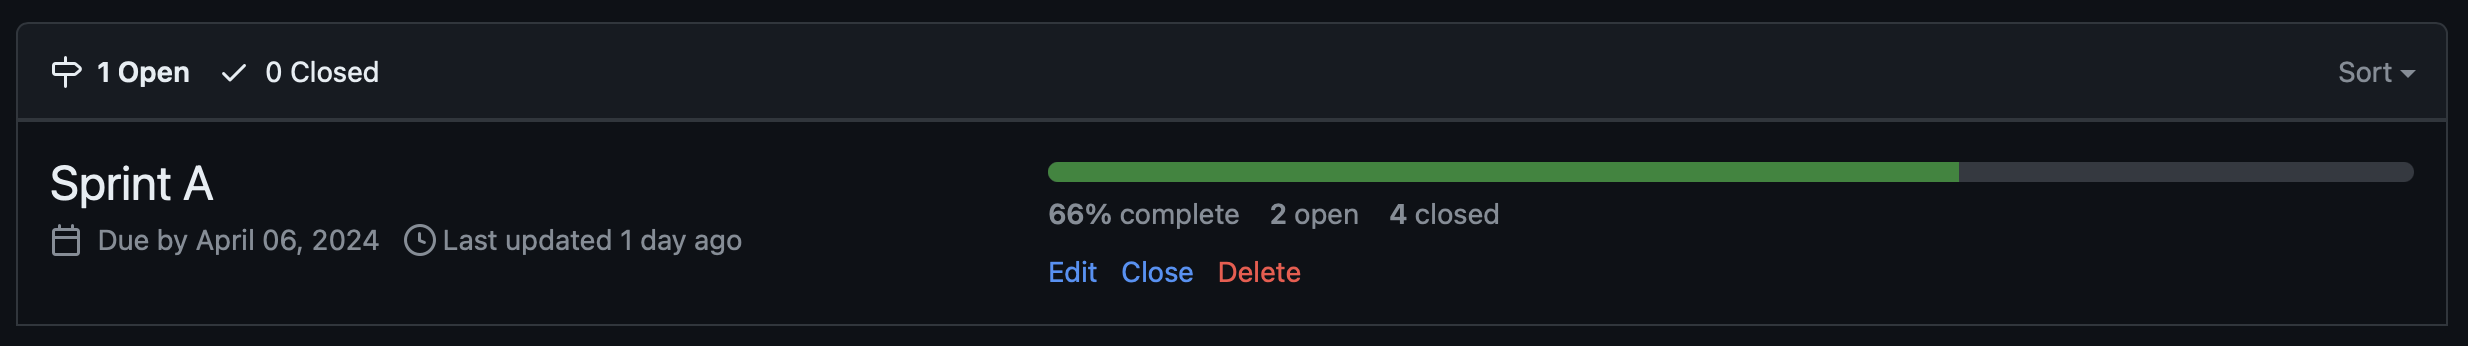 1 Open 0 Closed Sort
Sprint A
Due by April 06, 2024 Last updated 1 day ago
66% complete 2 open 4 closed
Edit Close Delete